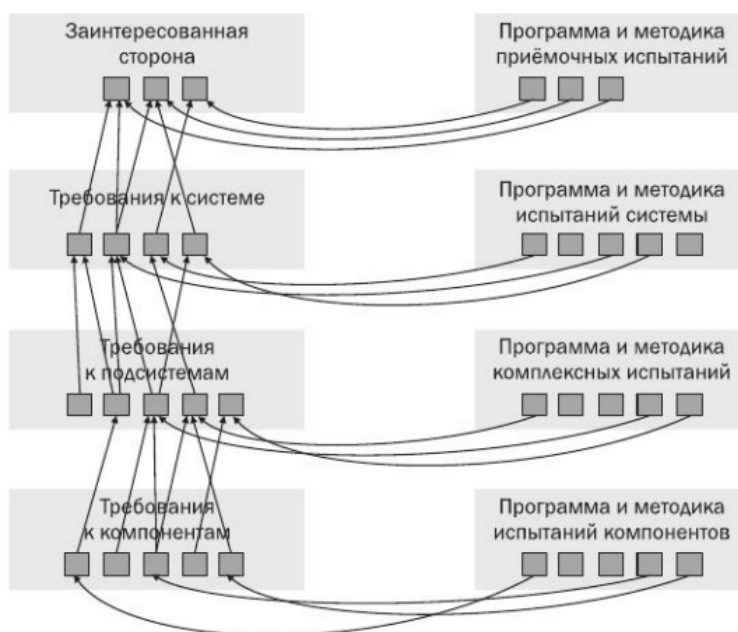 Заинтересованная
сторона
Программа и методика
приёмочных испытаний
Требования к системе
Программа и методика
испытаний системы
Требования
к подсистемам
Программа и методика
комплексных испытаний
Требования
к компонентам
Программа и методика
испытаний компонентов